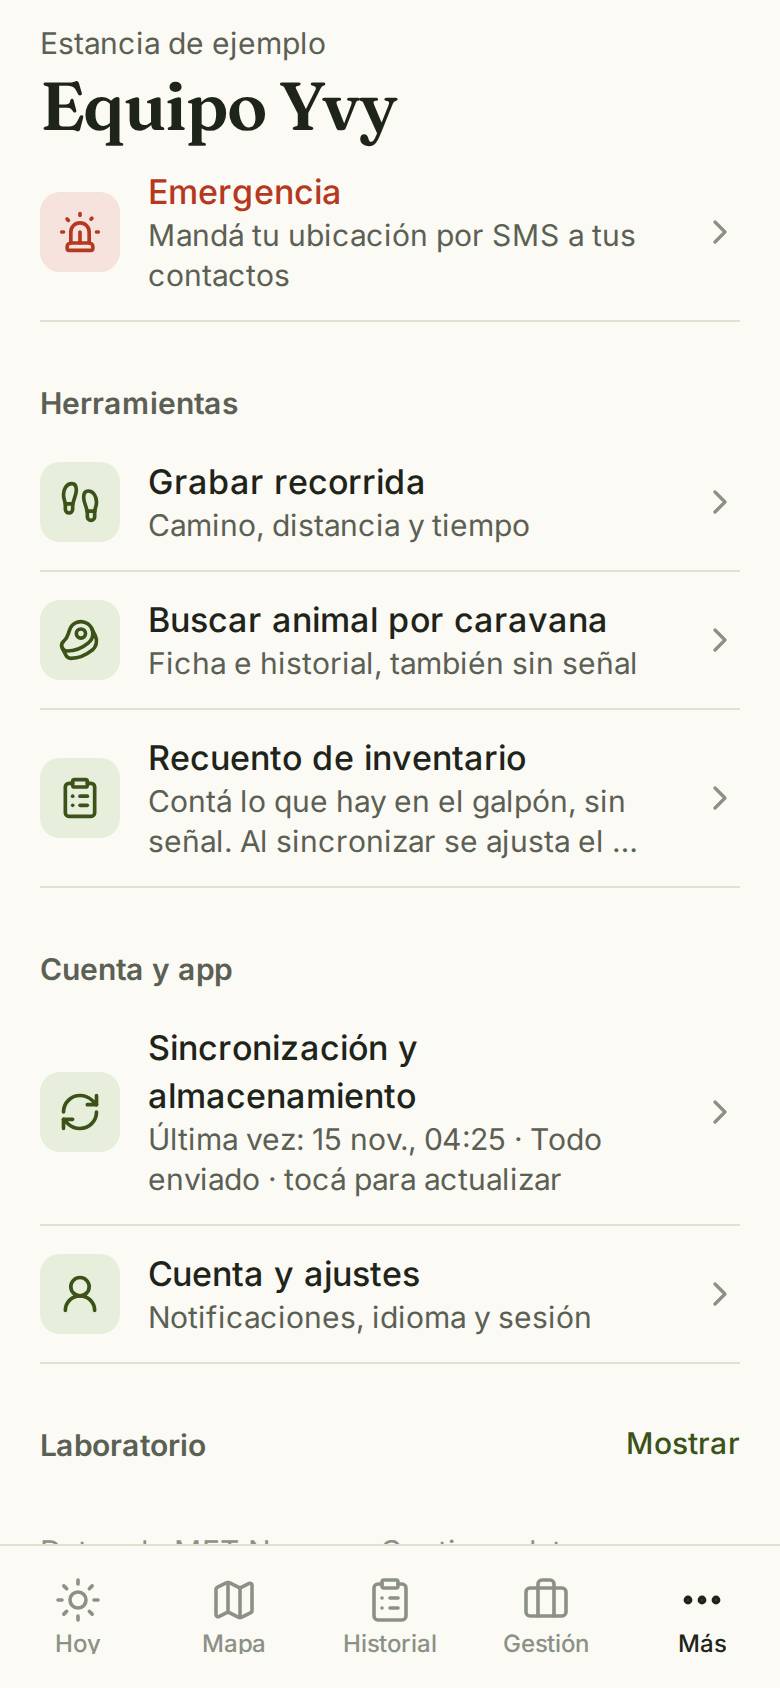 Estancia de ejemplo
Equipo Yvy
Emergencia
Mandá tu ubicación por SMS a tus
contactos
Herramientas
Grabar recorrida
Camino, distancia y tiempo
Buscar animal por caravana
Ficha e historial, también sin señal
Recuento de inventario
Contá lo que hay en el galpón, sin
señal. Al sincronizar se ajusta el ...
Cuenta y app
Sincronización y
almacenamiento
Última vez: 15 nov., 04:25 · Todo
enviado · tocá para actualizar
Cuenta y ajustes
Notificaciones, idioma y sesión
Laboratorio
Mostrar
Hoy
Mapa
Historial
Gestión
Más